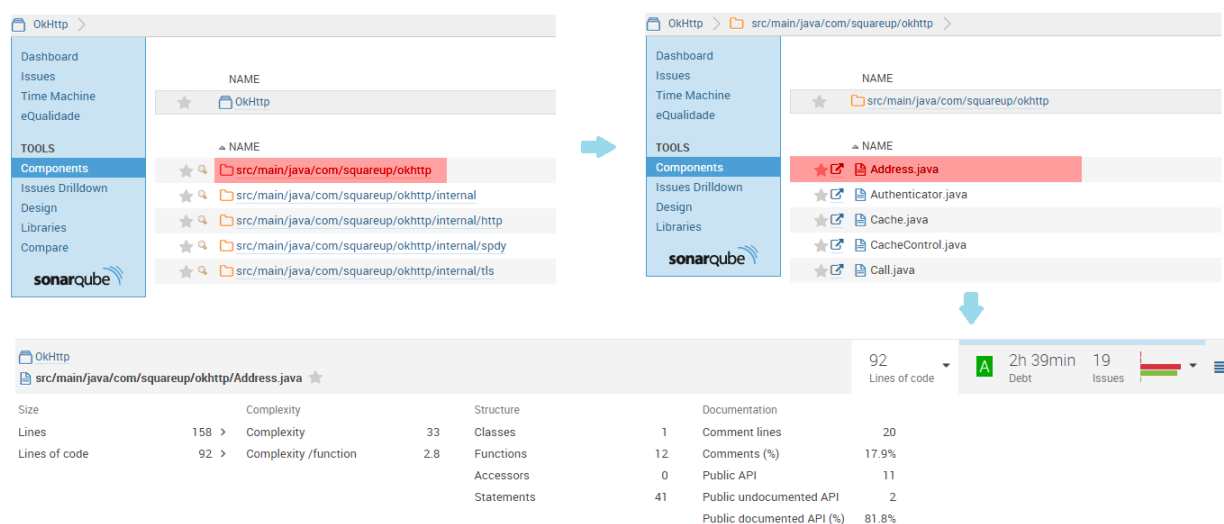 OkHttp
Dashboard
Issues
Time Machine
eQualidade
TOOLS
Components
Issues Drilldown
Design
Libraries
Compare
sonarqube
NAME
OkHttp
NAME
src/main/java/com/squareup/okhttp
src/main/java/com/squareup/okhttp/internal
src/main/java/com/squareup/okhttp/internal/http
src/main/java/com/squareup/okhttp/internal/spdy
src/main/java/com/squareup/okhttp/internal/tls
OkHttp src/main/java/com/squareup/okhttp
Dashboard
Issues
Time Machine
eQualidade
TOOLS
Components
Issues Drilldown
Design
Libraries
sonarqube
NAME
src/main/java/com/squareup/okhttp
NAME
Address.java
Authenticator.java
Cache.java
CacheControl.java
Call.java
OkHttp
src/main/java/com/squareup/okhttp/Address.java
92
Lines of code
A
2h 39min
Debt
19
Issues
Size Complexity Structure Documentation
Lines 158 Complexity 33 Classes 1 Comment lines 20
Lines of code 92 Complexity /function 2.8 Functions 12 Comments (%) 17.9%
Accessors 0 Public API 11
Statements 41 Public undocumented API 2
Public documented API (%) 81.8%